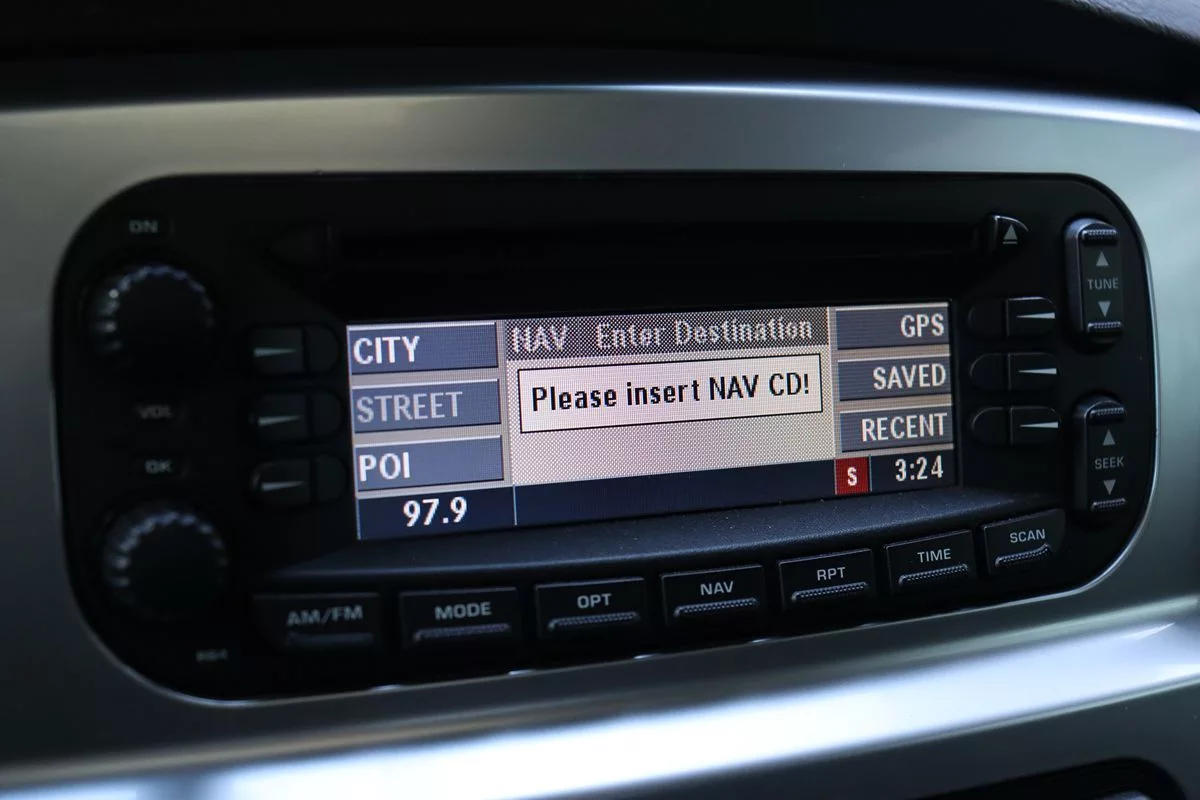 ON
VOL
OK
CITY
STREET
POI
97.9
NAV Enter Destination
Please insert NAV CD!
GPS
SAVED
RECENT
S
3:24
TUNE
SEEK
AM/FM
MODE
OPT
NAV
RPT
TIME
SCAN